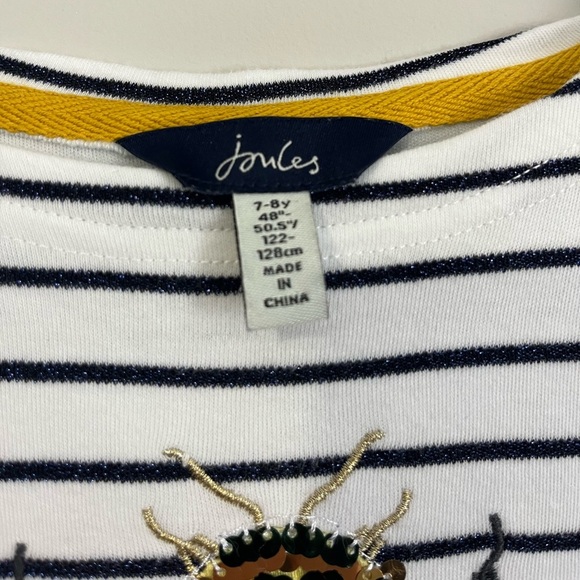 Joules
7-8y
48"-
50.5"/
122-
128cm
MADE
IN
CHINA